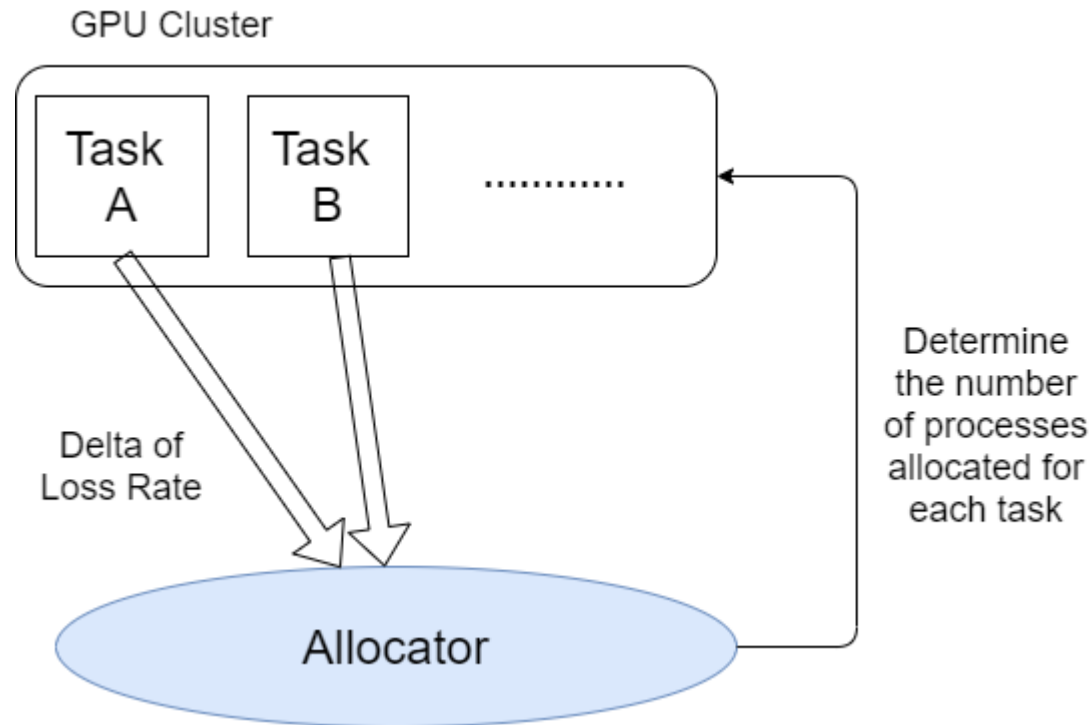 GPU Cluster
Task
A
Task
B
............
Delta of
Loss Rate
Determine
the number
of processes
allocated for
each task
Allocator